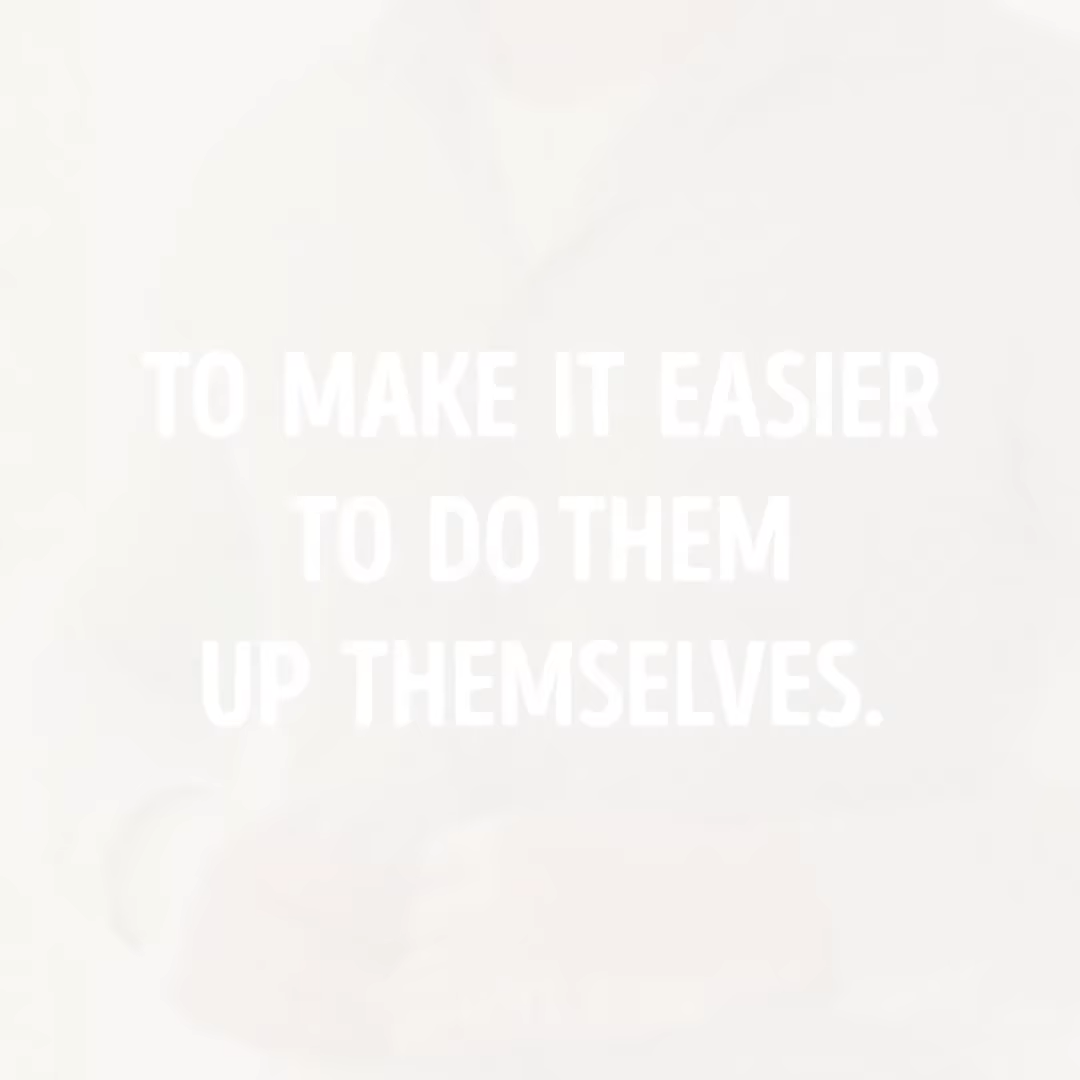 TO MAKE IT EASIER
TO DO THEM
UP THEMSELVES.